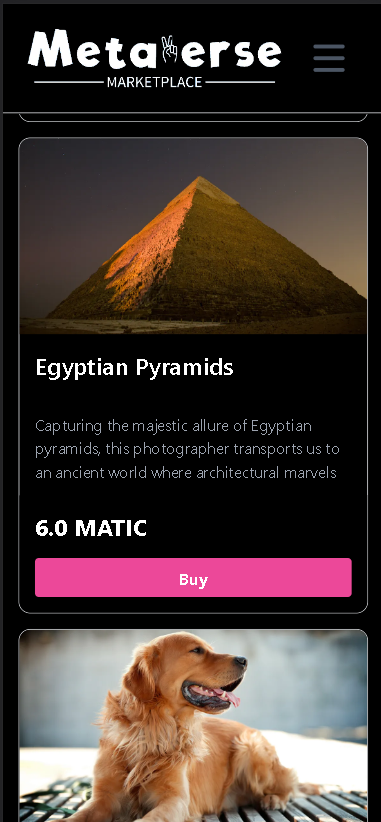 Metaverse
MARKETPLACE
Egyptian Pyramids
Capturing the majestic allure of Egyptian
pyramids, this photographer transports us to
an ancient world where architectural marvels
6.0 MATIC
Buy